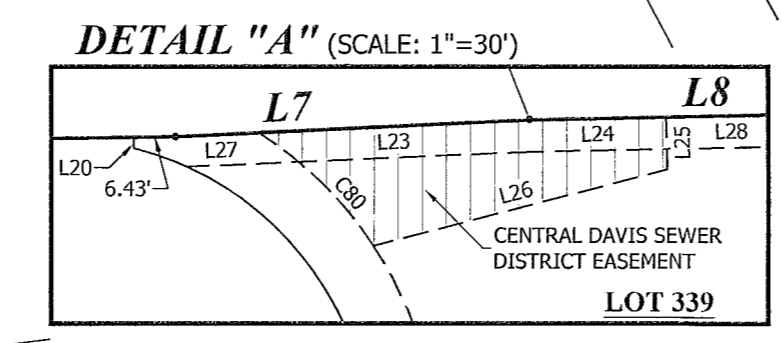 DETAIL "A" (SCALE: 1"=30')
L7
L8
L20
6.43'
L27
L23
L24
L25
L28
C80
L26
CENTRAL DAVIS SEWER
DISTRICT EASEMENT
LOT 339